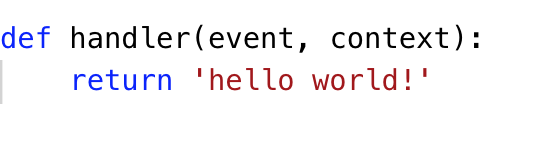 def handler(event, context):
    return 'hello world!'